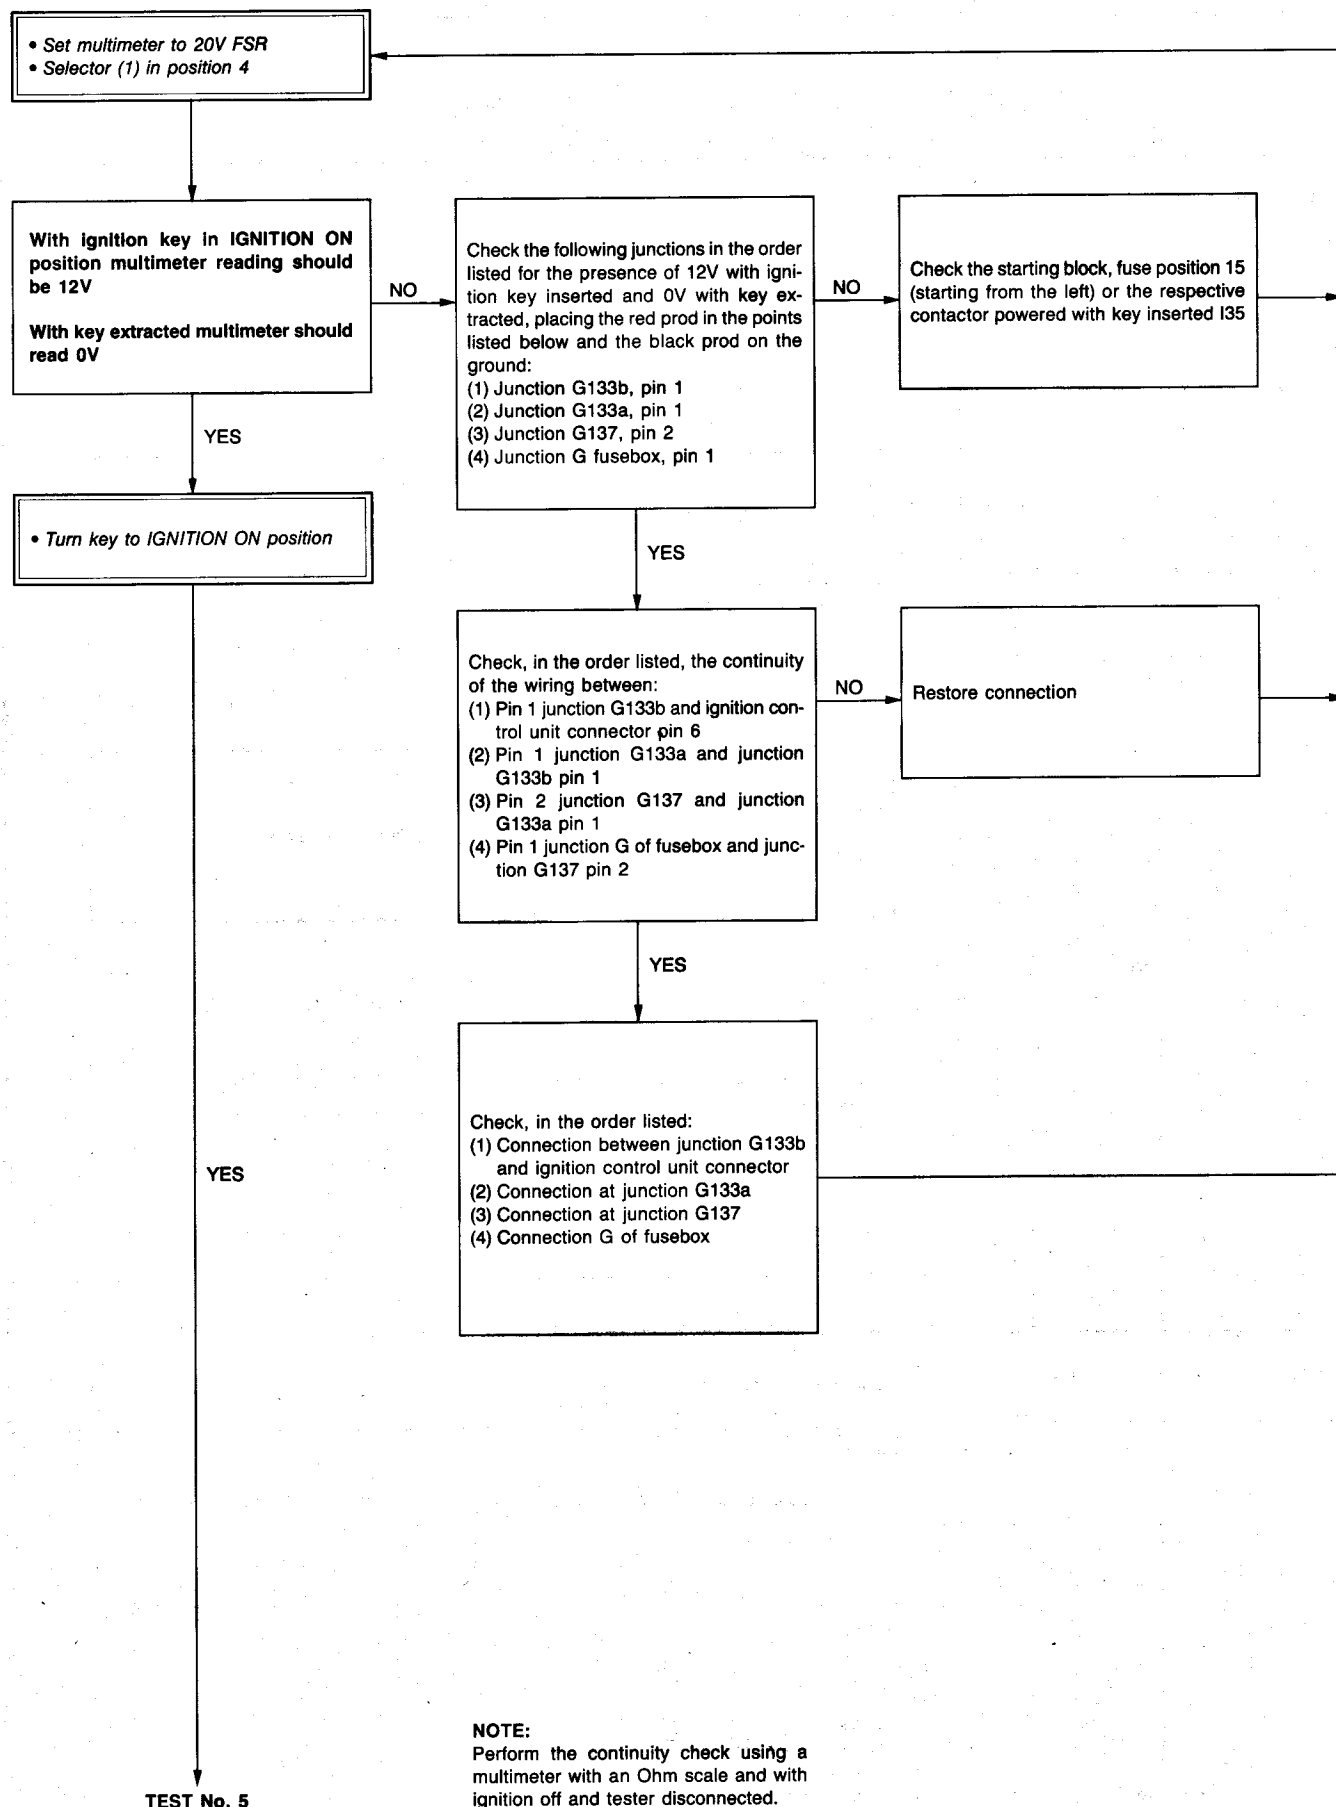 • Set multimeter to 20V FSR
• Selector (1) in position 4
With ignition key in IGNITION ON
position multimeter reading should
be 12V
With key extracted multimeter should
read 0V
NO
Check the following junctions in the order
listed for the presence of 12V with igni-
tion key inserted and 0V with key ex-
tracted, placing the red prod in the points
listed below and the black prod on the
ground:
(1) Junction G133b, pin 1
(2) Junction G133a, pin 1
(3) Junction G137, pin 2
(4) Junction G fusebox, pin 1
NO
Check the starting block, fuse position 15
(starting from the left) or the respective
contactor powered with key inserted I35
YES
• Turn key to IGNITION ON position
YES
Check, in the order listed, the continuity
of the wiring between:
(1) Pin 1 junction G133b and ignition con-
trol unit connector pin 6
(2) Pin 1 junction G133a and junction
G133b pin 1
(3) Pin 2 junction G137 and junction
G133a pin 1
(4) Pin 1 junction G of fusebox and junc-
tion G137 pin 2
NO
Restore connection
YES
Check, in the order listed:
(1) Connection between junction G133b
and ignition control unit connector
(2) Connection at junction G133a
(3) Connection at junction G137
(4) Connection G of fusebox
YES
NOTE:
Perform the continuity check using a
multimeter with an Ohm scale and with
ignition off and tester disconnected.
TEST No. 5